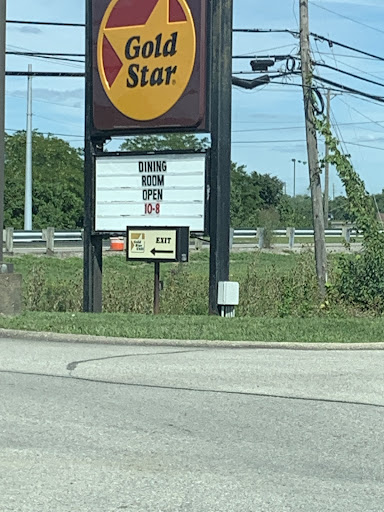 Gold
Star
DINING
ROOM
OPEN
10-8
EXIT